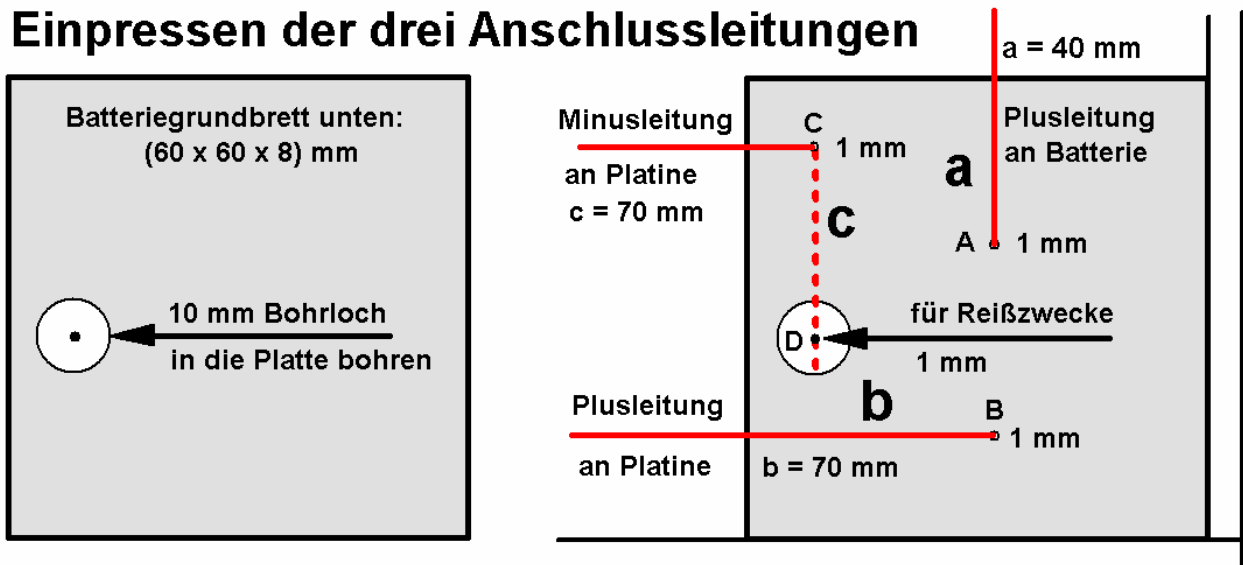 Einpressen der drei Anschlussleitungen
Batteriegrundbrett unten:
(60 x 60 x 8) mm
10 mm Bohrloch
in die Platte bohren
a = 40 mm
Minusleitung
an Platine
c = 70 mm
C
1 mm
Plusleitung
an Batterie
a
c
A
1 mm
für Reißzwecke
D
1 mm
b
Plusleitung
an Platine
B
1 mm
b = 70 mm